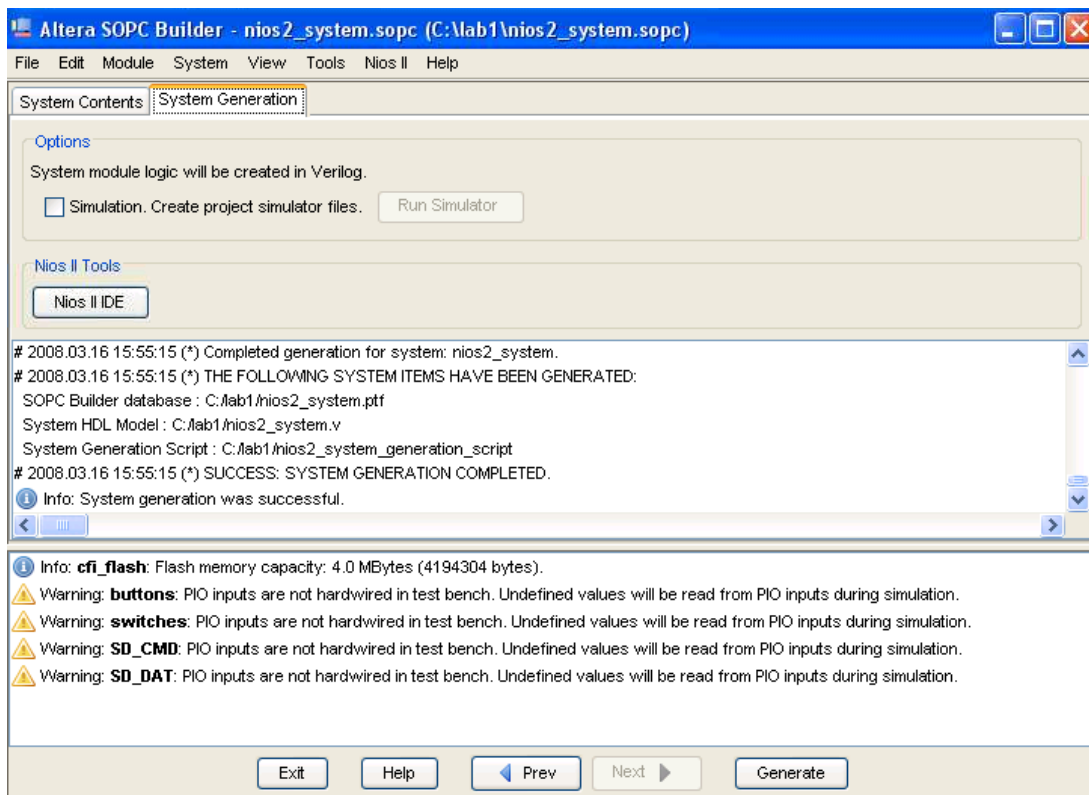 Altera SOPC Builder - nios2_system.sopc (C:\lab1\nios2_system.sopc)
File Edit Module System View Tools Nios II Help
System Contents System Generation
Options
System module logic will be created in Verilog.
Simulation. Create project simulator files. Run Simulator
Nios II Tools
Nios II IDE
# 2008.03.16 15:55:15 (*) Completed generation for system: nios2_system.
# 2008.03.16 15:55:15 (*) THE FOLLOWING SYSTEM ITEMS HAVE BEEN GENERATED:
SOPC Builder database : C:/lab1/nios2_system.ptf
System HDL Model : C:/lab1/nios2_system.v
System Generation Script : C:/lab1/nios2_system_generation_script
# 2008.03.16 15:55:15 (*) SUCCESS: SYSTEM GENERATION COMPLETED.
Info: System generation was successful.
Info: cfi_flash: Flash memory capacity: 4.0 MBytes (4194304 bytes).
Warning: buttons: PIO inputs are not hardwired in test bench. Undefined values will be read from PIO inputs during simulation.
Warning: switches: PIO inputs are not hardwired in test bench. Undefined values will be read from PIO inputs during simulation.
Warning: SD_CMD: PIO inputs are not hardwired in test bench. Undefined values will be read from PIO inputs during simulation.
Warning: SD_DAT: PIO inputs are not hardwired in test bench. Undefined values will be read from PIO inputs during simulation.
Exit Help Prev Next Generate